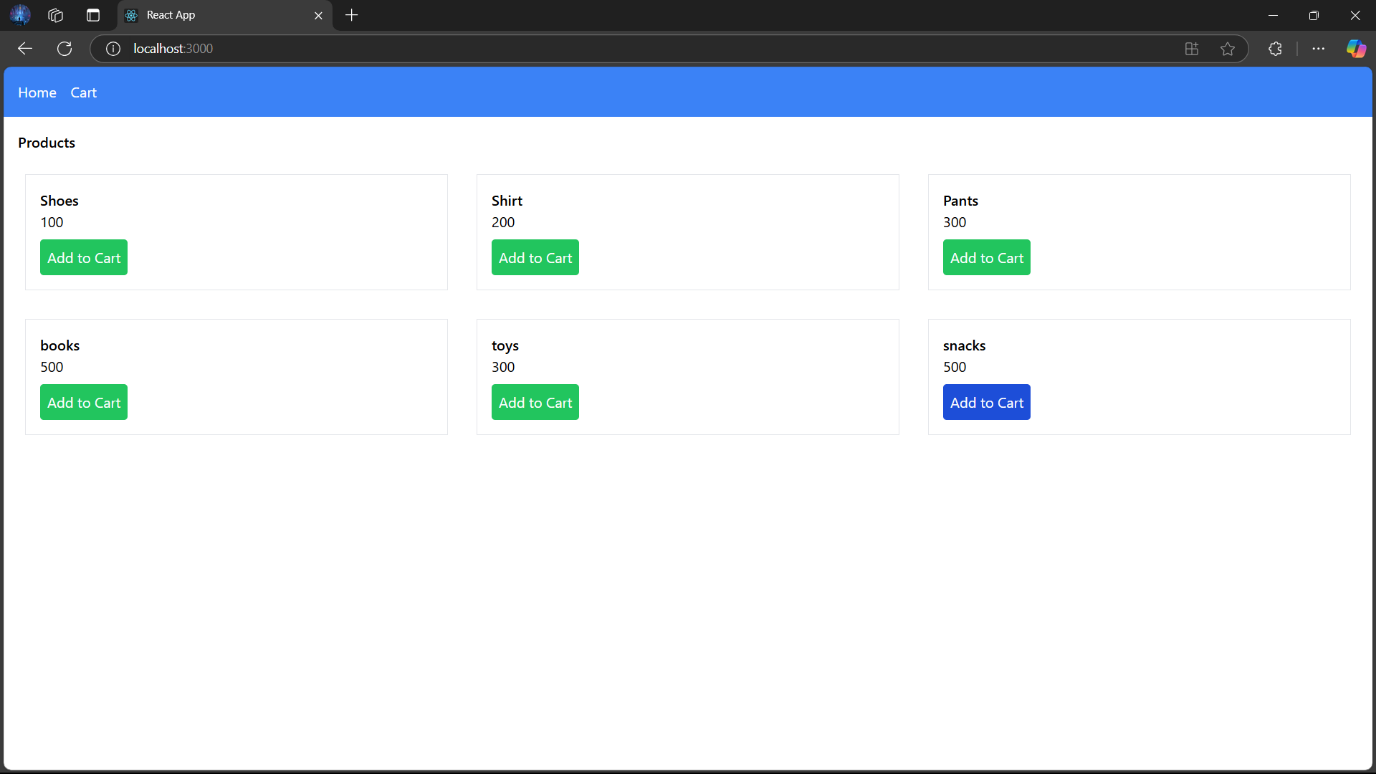 React App
localhost:3000
Home Cart
Products
Shoes
100
Add to Cart
Shirt
200
Add to Cart
Pants
300
Add to Cart
books
500
Add to Cart
toys
300
Add to Cart
snacks
500
Add to Cart